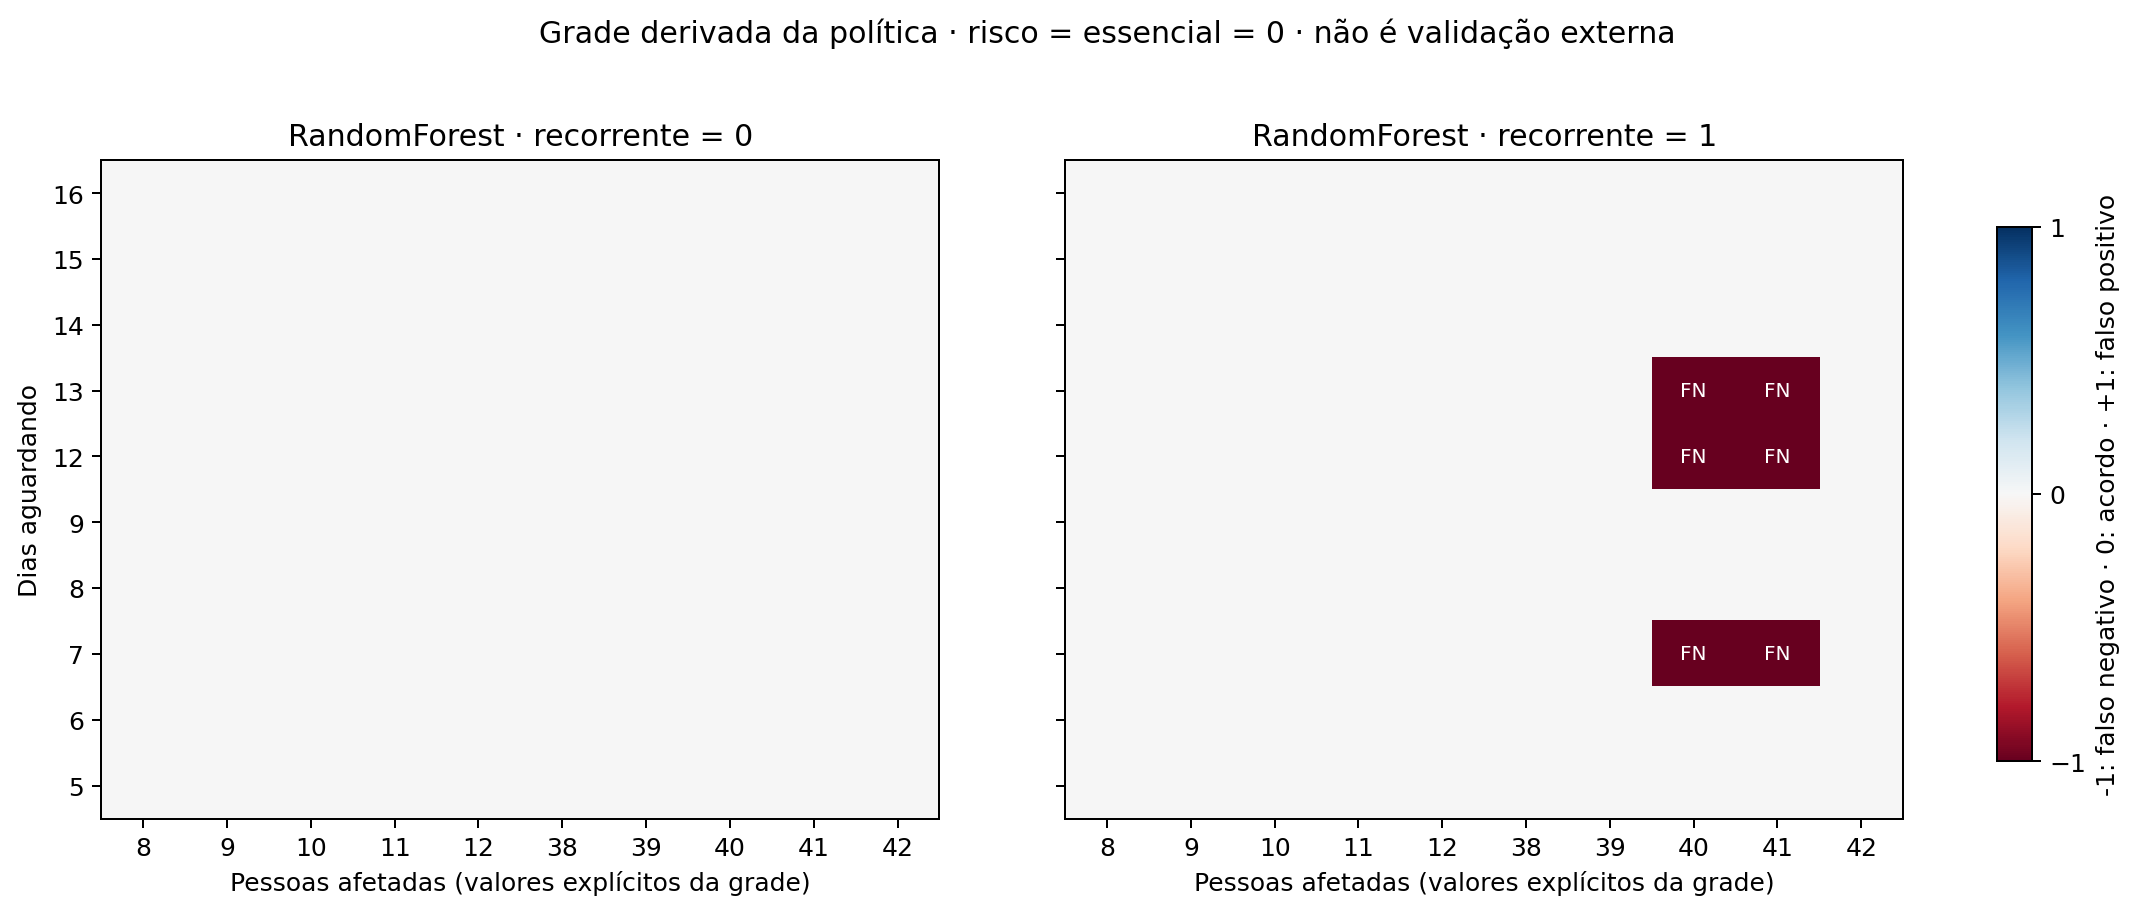 Grade derivada da política · risco = essencial = 0 · não é validação externa
RandomForest · recorrente = 0
16
15
14
13
12
9
8
7
6
5
Dias aguardando
8 9 10 11 12 38 39 40 41 42
Pessoas afetadas (valores explícitos da grade)
RandomForest · recorrente = 1
FN FN
FN FN
FN FN
8 9 10 11 12 38 39 40 41 42
Pessoas afetadas (valores explícitos da grade)
1
0
−1
-1: falso negativo · 0: acordo · +1: falso positivo